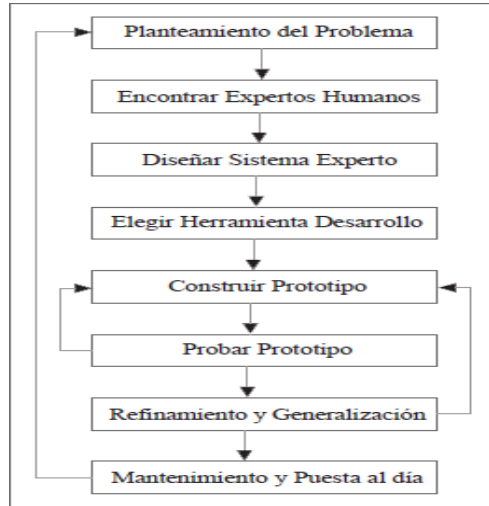 Planteamiento del Problema
Encontrar Expertos Humanos
Diseñar Sistema Experto
Elegir Herramienta Desarrollo
Construir Prototipo
Probar Prototipo
Refinamiento y Generalización
Mantenimiento y Puesta al día